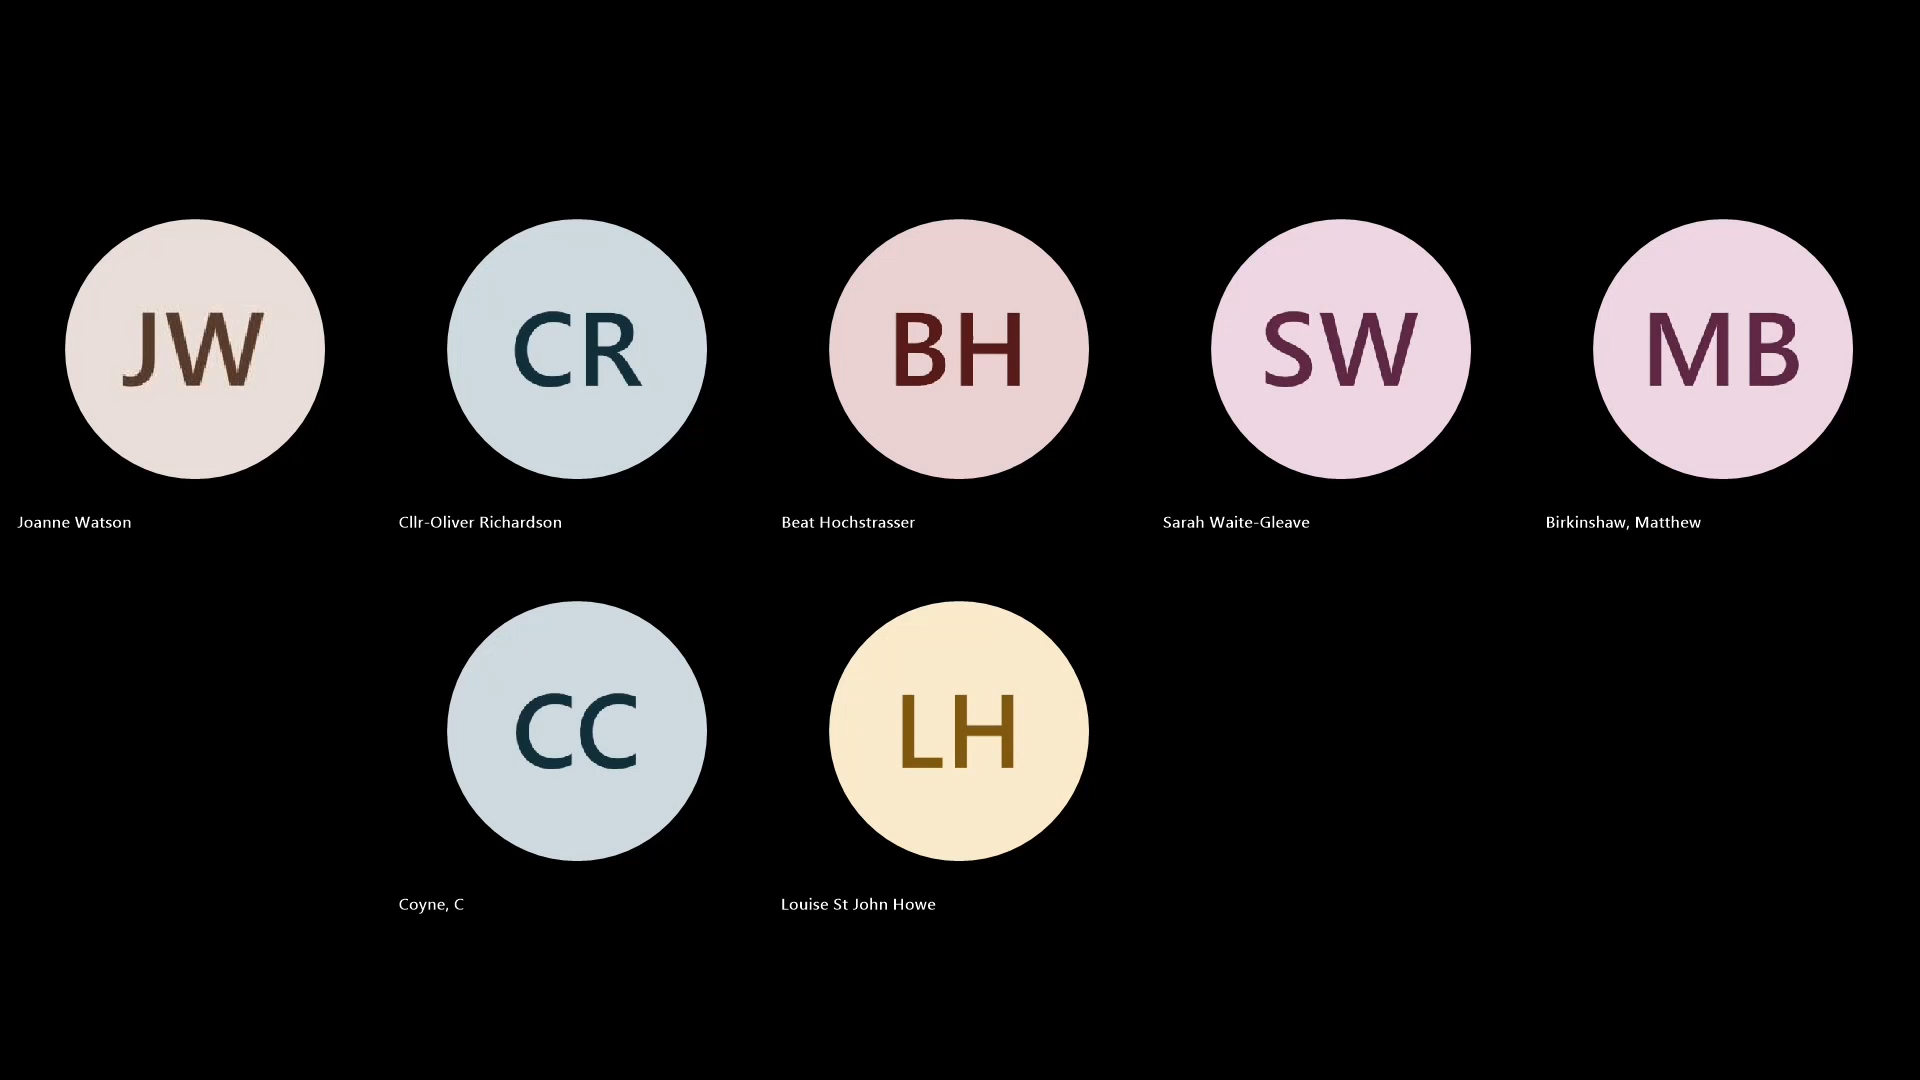 JW
CR
BH
SW
MB
Joanne Watson
Cllr-Oliver Richardson
Beat Hochstrasser
Sarah Waite-Gleave
Birkinshaw, Matthew
CC
LH
Coyne, C
Louise St John Howe